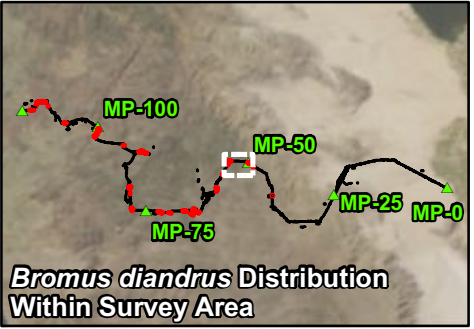 MP-100
MP-50
MP-25
MP-0
MP-75
Bromus diandrus Distribution
Within Survey Area